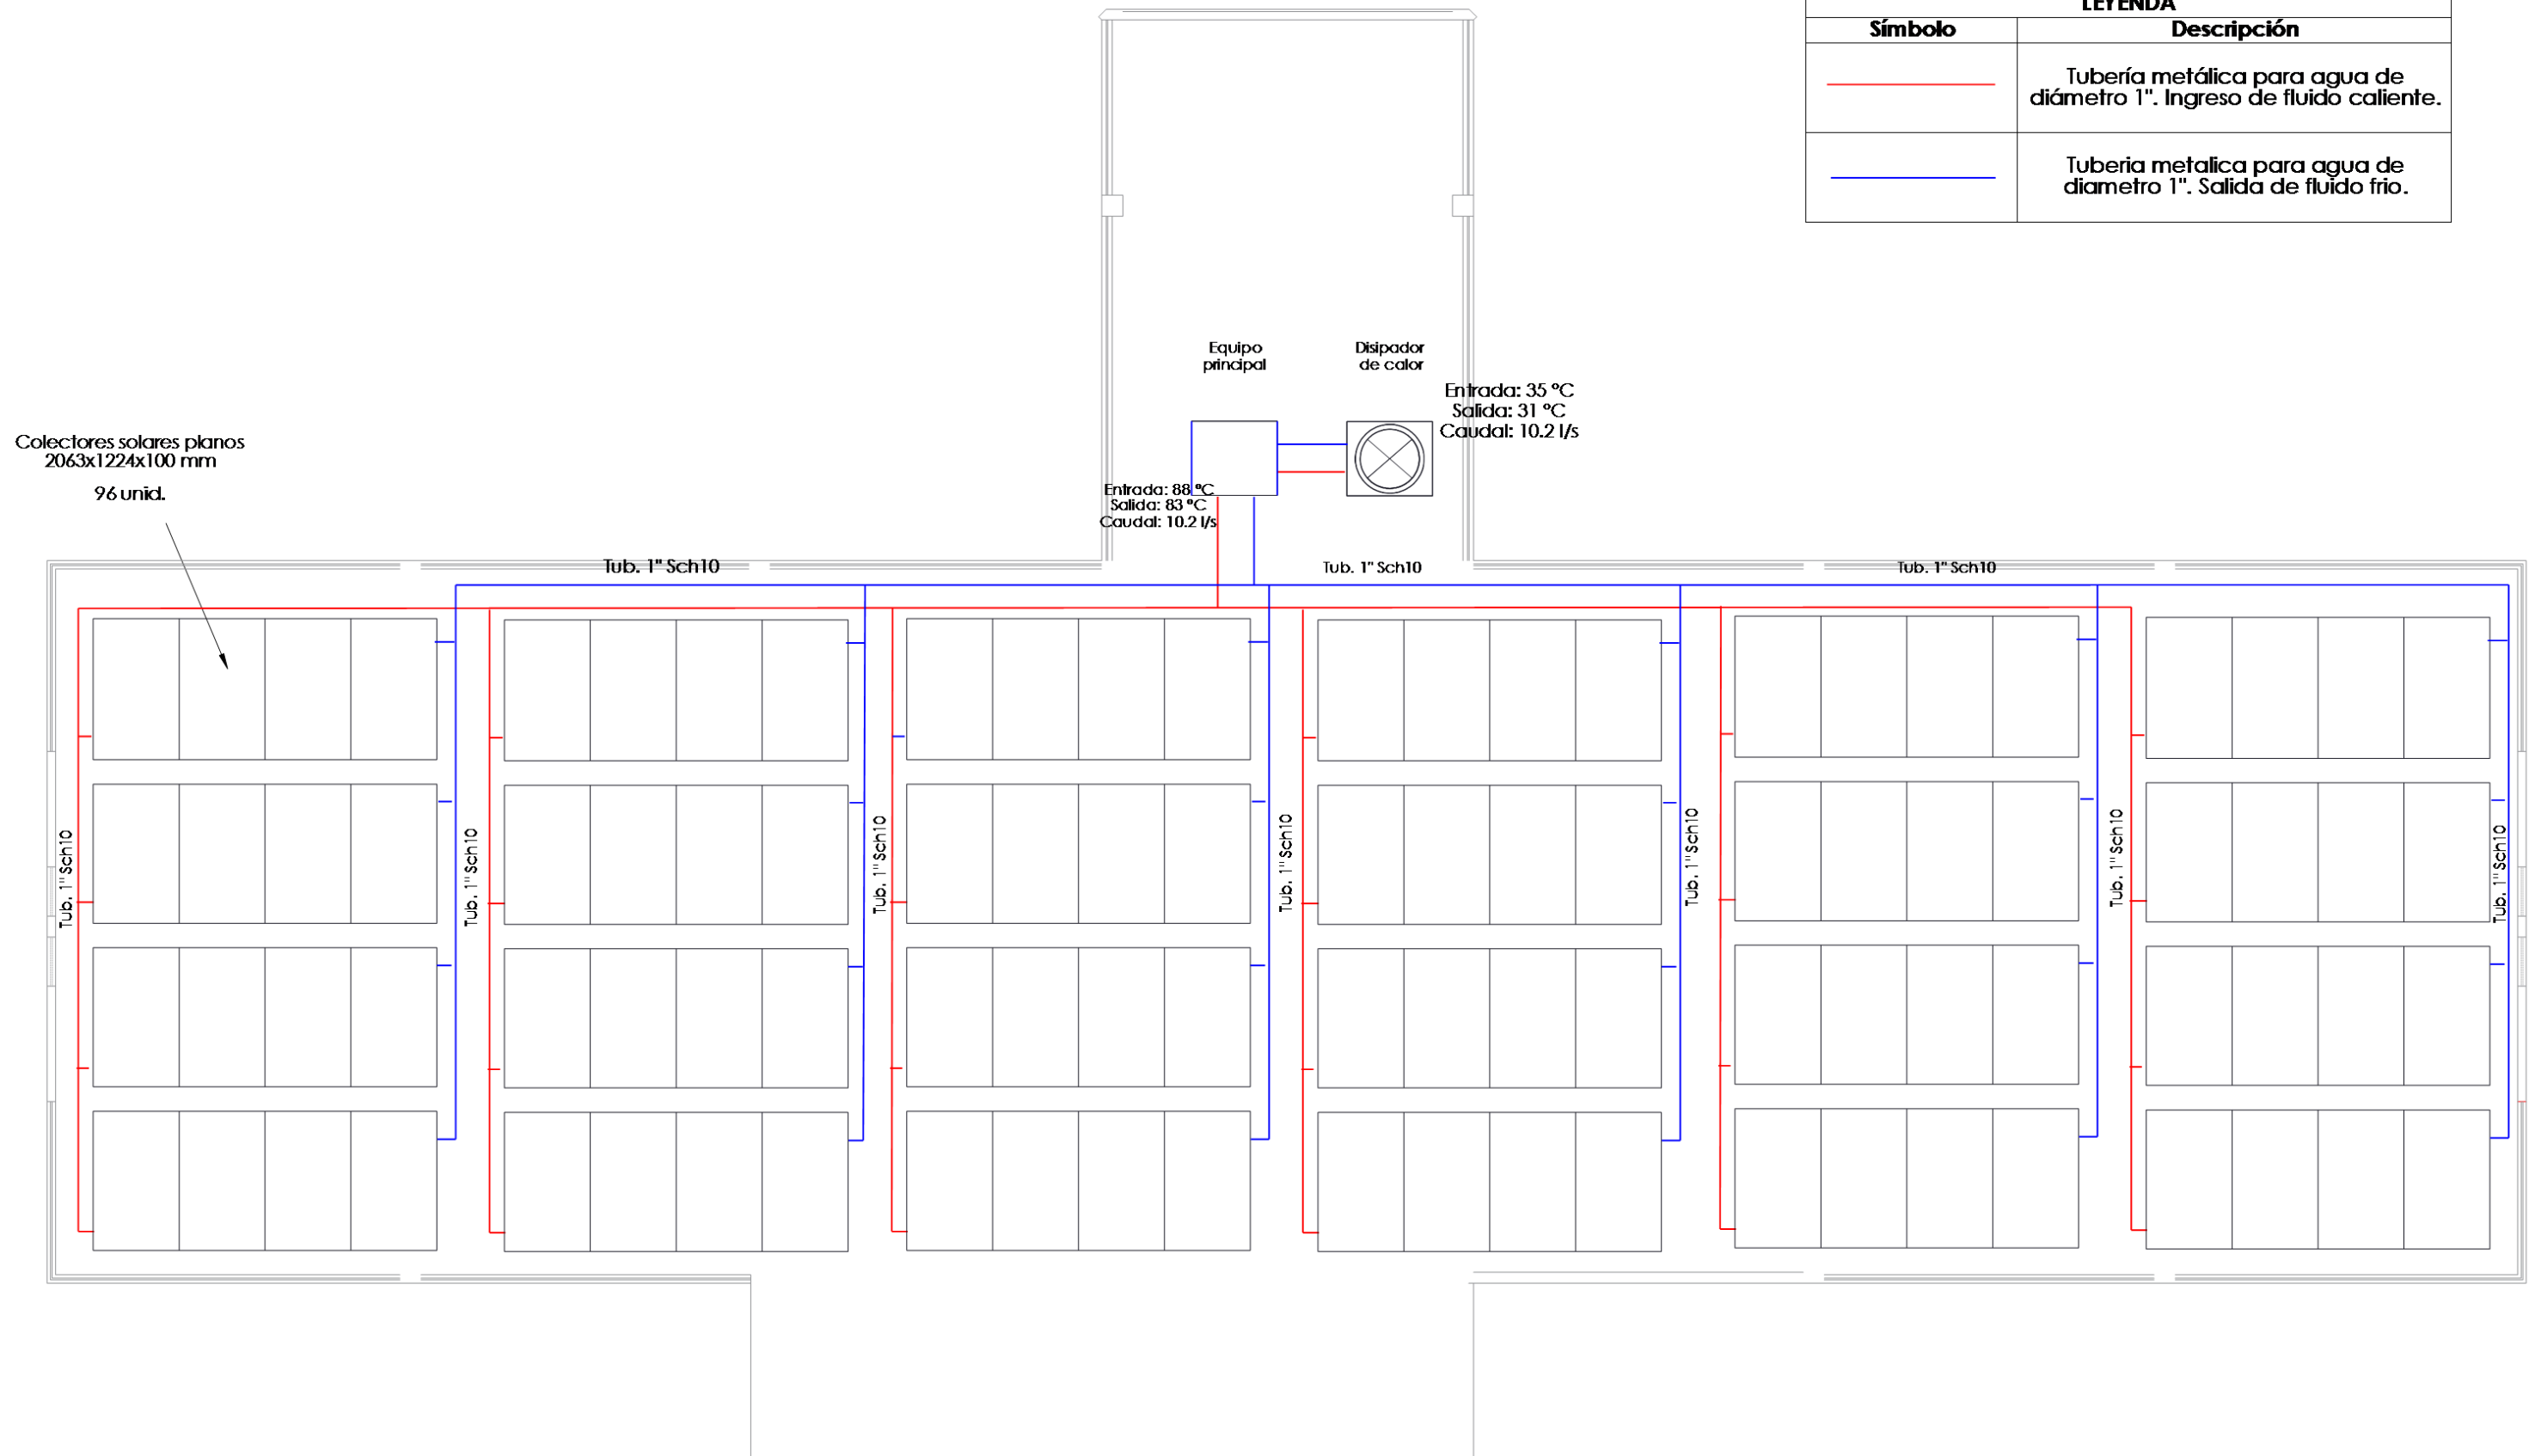 LEYENDA
Símbolo
Descripción
Tubería metálica para agua de
diámetro 1". Ingreso de fluido caliente.
Tuberia metalica para agua de
diametro 1". Salida de fluido frio.
Equipo
principal
Disipador
de calor
Entrada: 35 ºC
Salida: 31 ºC
Caudal: 10.2 l/s
Colectores solares planos
2063x1224x100 mm
96 unid.
Entrada: 88 ºC
Salida: 83 ºC
Caudal: 10.2 l/s
Tub. 1" Sch10
Tub. 1" Sch10
Tub. 1" Sch10
Tub. 1" Sch10
Tub. 1" Sch10
Tub. 1" Sch10
Tub. 1" Sch10
Tub. 1" Sch10
Tub. 1" Sch10
Tub. 1" Sch10